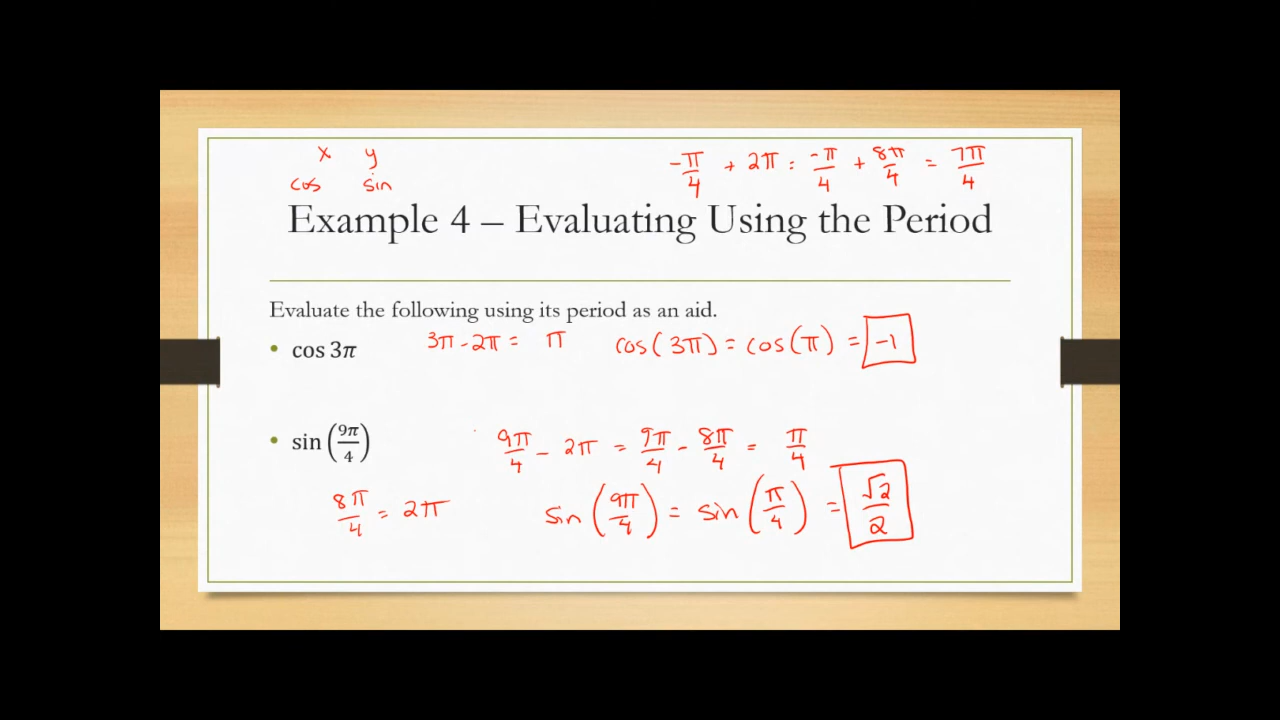 x y
cos sin
-π/4 + 2π = -π/4 + 8π/4 = 7π/4
Example 4 – Evaluating Using the Period
Evaluate the following using its period as an aid.
• cos 3π 3π - 2π = π cos(3π) = cos(π) = -1
• sin (9π/4) 9π/4 - 2π = 9π/4 - 8π/4 = π/4
8π/4 = 2π sin(9π/4) = sin(π/4) = √2/2